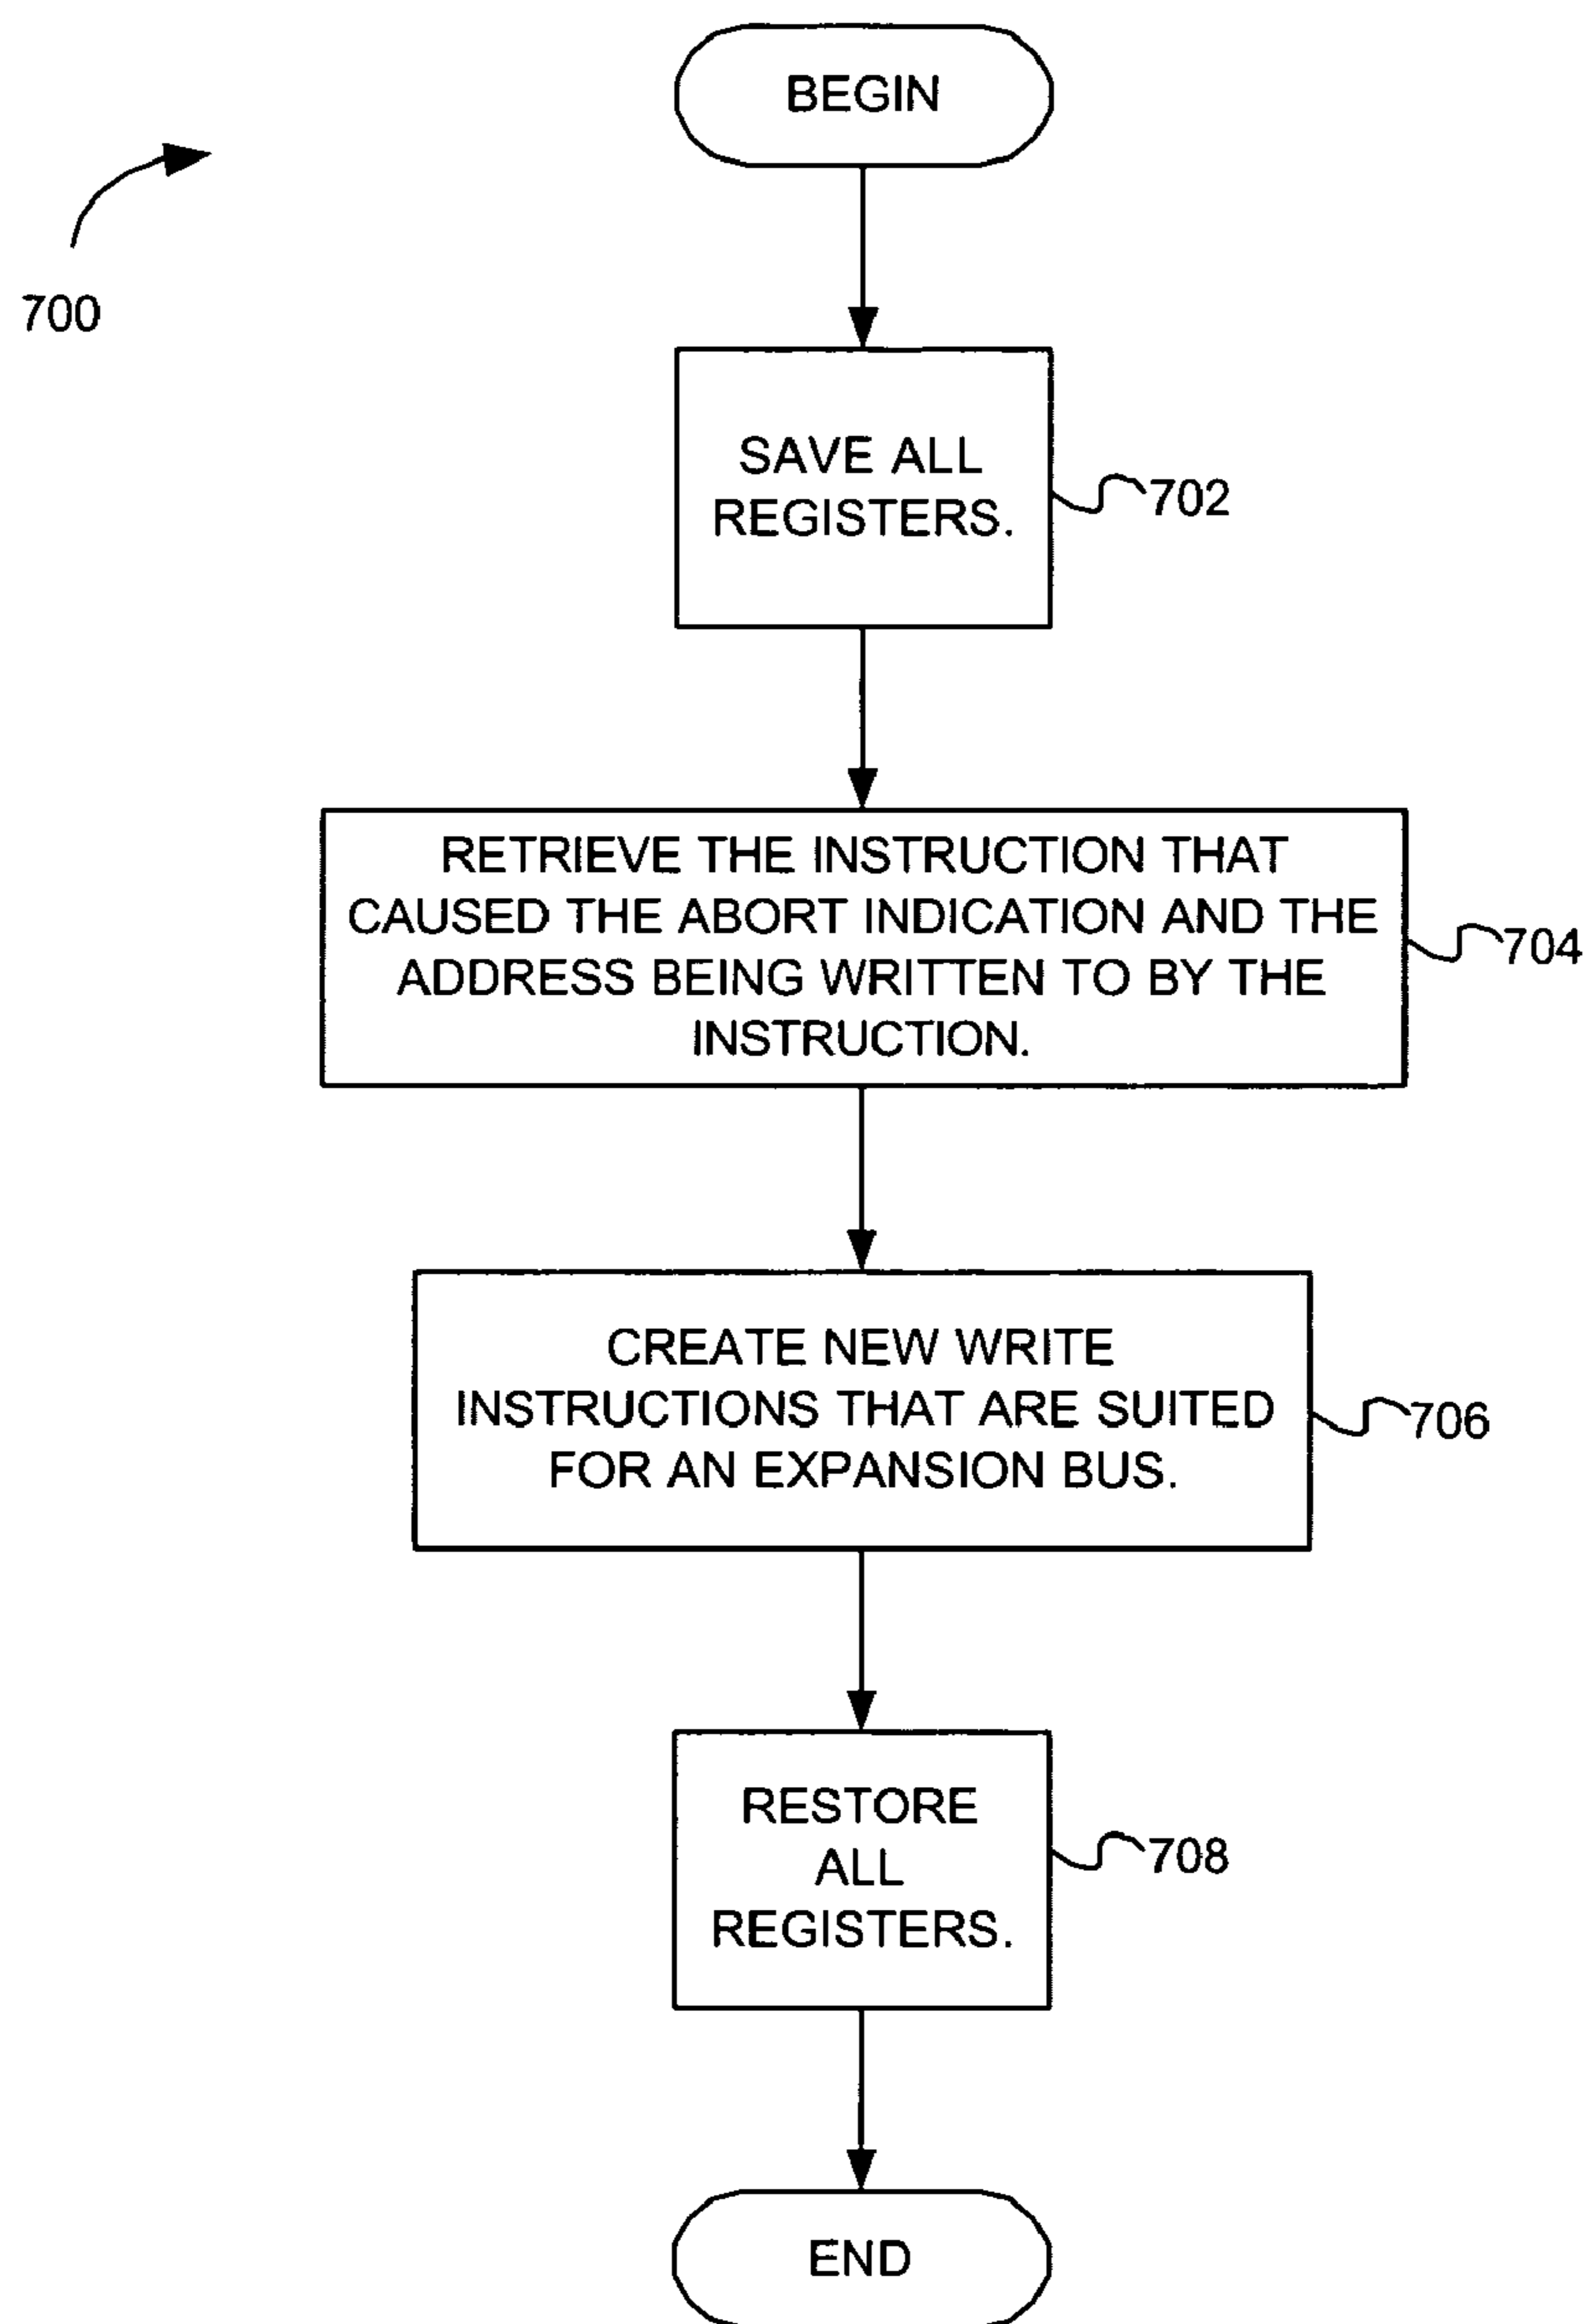 BEGIN
700
SAVE ALL
REGISTERS.
702
RETRIEVE THE INSTRUCTION THAT
CAUSED THE ABORT INDICATION AND THE
ADDRESS BEING WRITTEN TO BY THE
INSTRUCTION.
704
CREATE NEW WRITE
INSTRUCTIONS THAT ARE SUITED
FOR AN EXPANSION BUS.
706
RESTORE
ALL
REGISTERS.
708
END